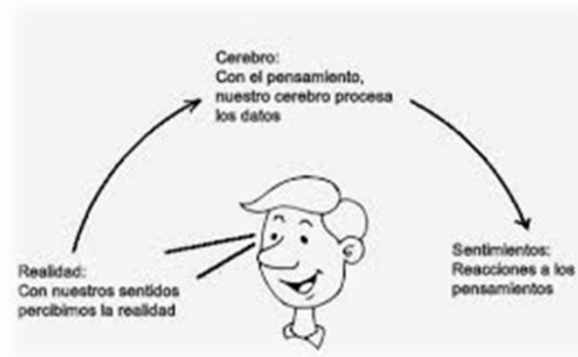 Cerebro:
Con el pensamiento,
nuestro cerebro procesa
los datos
Realidad:
Con nuestros sentidos
percibimos la realidad
Sentimientos:
Reacciones a los
pensamientos